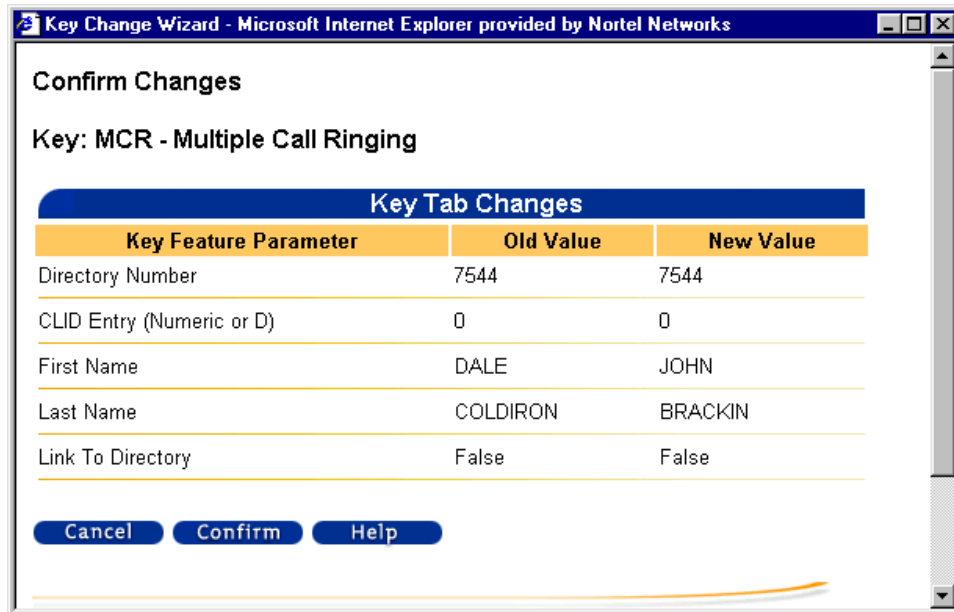 Key Change Wizard - Microsoft Internet Explorer provided by Nortel Networks
Confirm Changes
Key: MCR - Multiple Call Ringing
Key Tab Changes
Key Feature Parameter Old Value New Value
Directory Number 7544 7544
CLID Entry (Numeric or D) 0 0
First Name DALE JOHN
Last Name COLDIRON BRACKIN
Link To Directory False False
Cancel Confirm Help